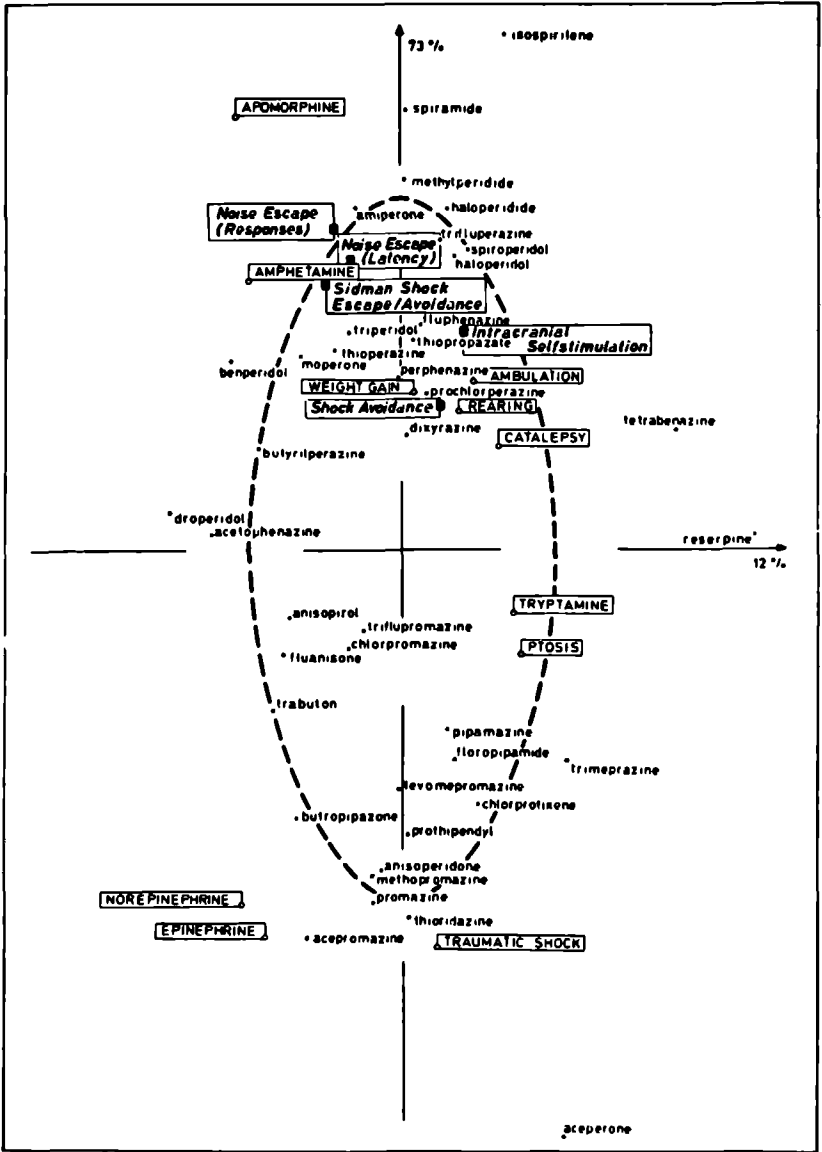 isospirilene
73 %
APOMORPHINE
spiramide
methylperidide
amiperone
haloperidide
Noise Escape
(Responses)
trifluperazine
Noise Escape
(Latency)
spiroperidol
haloperidol
AMPHETAMINE
Sidman Shock
Escape/Avoidance
fluphenazine
triperidol
Intracranial
Selfstimulation
thiopropazate
thioperazine
moperone
benperidol
perphenazine
AMBULATION
WEIGHT GAIN
prochlorperazine
Shock Avoidance
REARING
tetrabenazine
dixyrazine
CATALEPSY
butyrilperazine
droperidol
acetophenazine
reserpine
12 %
TRYPTAMINE
anisopirol
triflupromazine
chlorpromazine
PTOSIS
fluanisone
trabuton
pipamazine
floropipamide
trimeprazine
levomepromazine
chlorprotixene
butropipazone
prothipendyl
anisoperidone
methopromazine
NOREPINEPHRINE
promazine
thioridazine
EPINEPHRINE
acepromazine
TRAUMATIC SHOCK
aceperone